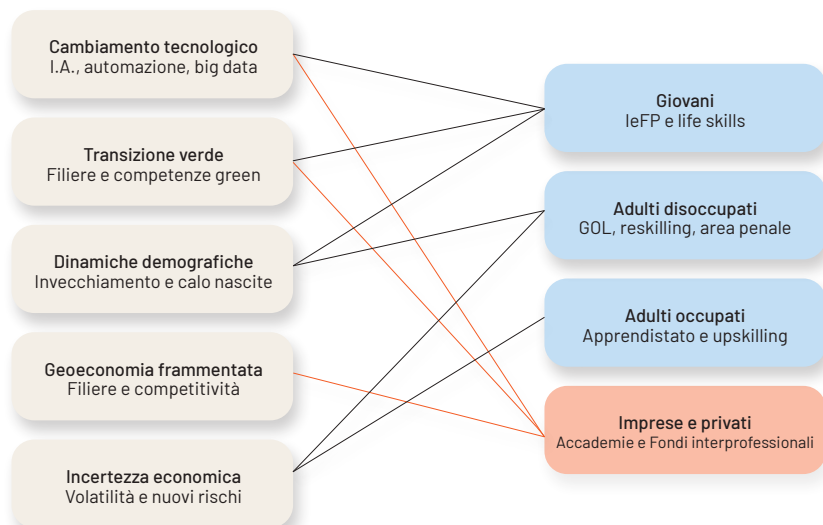 Cambiamento tecnologico
I.A., automazione, big data
Transizione verde
Filiere e competenze green
Dinamiche demografiche
Invecchiamento e calo nascite
Geoeconomia frammentata
Filiere e competitività
Incertezza economica
Volatilità e nuovi rischi
Giovani
IeFP e life skills
Adulti disoccupati
GOL, reskilling, area penale
Adulti occupati
Apprendistato e upskilling
Imprese e privati
Accademie e Fondi interprofessionali